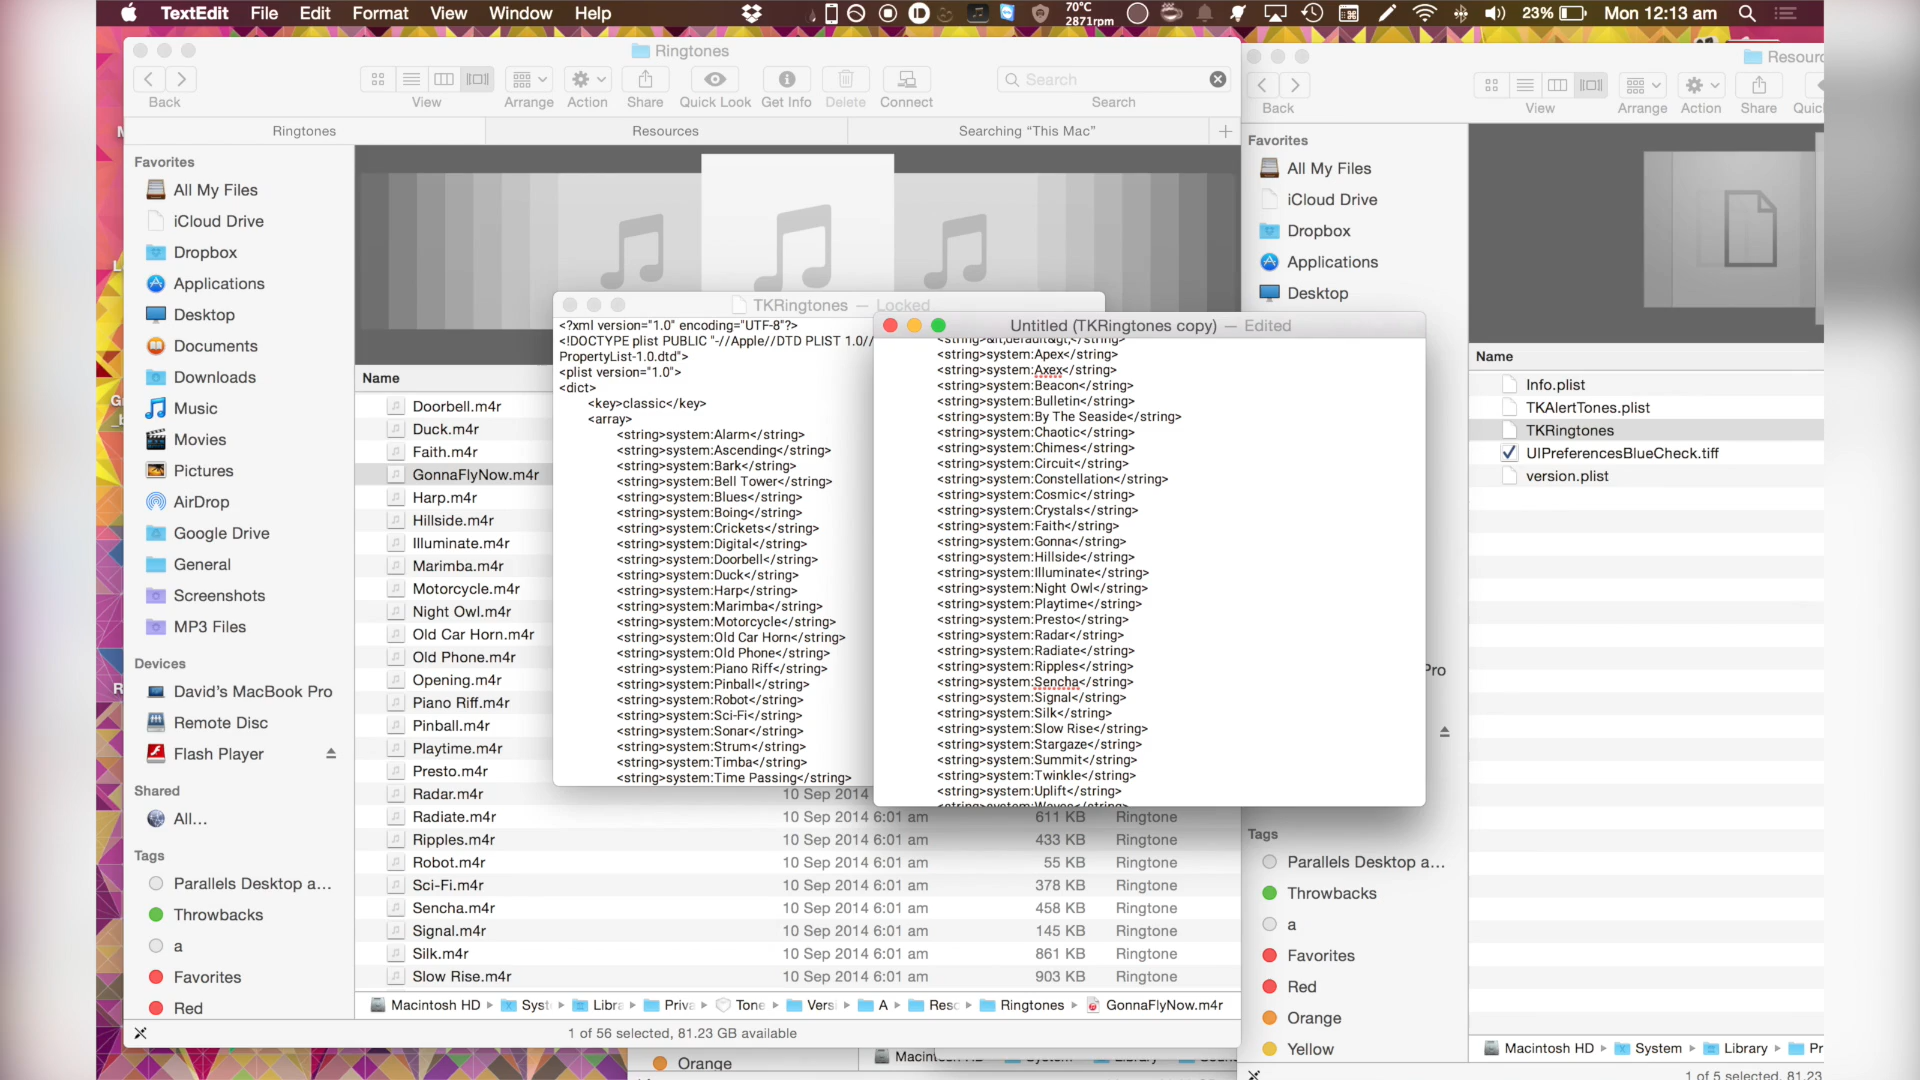 TextEdit File Edit Format View Window Help
70°C
2871rpm
23%
Mon 12:13 am
Ringtones
Back
View
Arrange
Action
Share
Quick Look
Get Info
Delete
Connect
Search
Search
Ringtones
Resources
Searching “This Mac”
Favorites
All My Files
iCloud Drive
Dropbox
Applications
Desktop
Documents
Downloads
Music
Movies
Pictures
AirDrop
Google Drive
General
Screenshots
MP3 Files
Devices
David's MacBook Pro
Remote Disc
Flash Player
Shared
All...
Tags
Parallels Desktop a...
Throwbacks
a
Favorites
Red
Name
Doorbell.m4r
Duck.m4r
Faith.m4r
GonnaFlyNow.m4r
Harp.m4r
Hillside.m4r
Illuminate.m4r
Marimba.m4r
Motorcycle.m4r
Night Owl.m4r
Old Car Horn.m4r
Old Phone.m4r
Opening.m4r
Piano Riff.m4r
Pinball.m4r
Playtime.m4r
Presto.m4r
Radar.m4r 10 Sep 2014
Radiate.m4r 10 Sep 2014 6:01 am 611 KB Ringtone
Ripples.m4r 10 Sep 2014 6:01 am 433 KB Ringtone
Robot.m4r 10 Sep 2014 6:01 am 55 KB Ringtone
Sci-Fi.m4r 10 Sep 2014 6:01 am 378 KB Ringtone
Sencha.m4r 10 Sep 2014 6:01 am 458 KB Ringtone
Signal.m4r 10 Sep 2014 6:01 am 145 KB Ringtone
Silk.m4r 10 Sep 2014 6:01 am 861 KB Ringtone
Slow Rise.m4r 10 Sep 2014 6:01 am 903 KB Ringtone
Macintosh HD Syst Libra Priva Tone Versi A Reso Ringtones GonnaFlyNow.m4r
1 of 56 selected, 81.23 GB available
TKRingtones — Locked
<?xml version="1.0" encoding="UTF-8"?>
<!DOCTYPE plist PUBLIC "-//Apple//DTD PLIST 1.0//
PropertyList-1.0.dtd">
<plist version="1.0">
<dict>
<key>classic</key>
<array>
<string>system:Alarm</string>
<string>system:Ascending</string>
<string>system:Bark</string>
<string>system:Bell Tower</string>
<string>system:Blues</string>
<string>system:Boing</string>
<string>system:Crickets</string>
<string>system:Digital</string>
<string>system:Doorbell</string>
<string>system:Duck</string>
<string>system:Harp</string>
<string>system:Marimba</string>
<string>system:Motorcycle</string>
<string>system:Old Car Horn</string>
<string>system:Old Phone</string>
<string>system:Piano Riff</string>
<string>system:Pinball</string>
<string>system:Robot</string>
<string>system:Sci-Fi</string>
<string>system:Sonar</string>
<string>system:Strum</string>
<string>system:Timba</string>
<string>system:Time Passing</string>
Untitled (TKRingtones copy) — Edited
<string>&lt;default&gt;</string>
<string>system:Apex</string>
<string>system:Axex</string>
<string>system:Beacon</string>
<string>system:Bulletin</string>
<string>system:By The Seaside</string>
<string>system:Chaotic</string>
<string>system:Chimes</string>
<string>system:Circuit</string>
<string>system:Constellation</string>
<string>system:Cosmic</string>
<string>system:Crystals</string>
<string>system:Faith</string>
<string>system:Gonna</string>
<string>system:Hillside</string>
<string>system:Illuminate</string>
<string>system:Night Owl</string>
<string>system:Playtime</string>
<string>system:Presto</string>
<string>system:Radar</string>
<string>system:Radiate</string>
<string>system:Ripples</string>
<string>system:Sencha</string>
<string>system:Signal</string>
<string>system:Silk</string>
<string>system:Slow Rise</string>
<string>system:Stargaze</string>
<string>system:Summit</string>
<string>system:Twinkle</string>
<string>system:Uplift</string>
<string>system:Waves</string>
Resourc
Back
View
Arrange
Action
Share
Quic
Favorites
All My Files
iCloud Drive
Dropbox
Applications
Desktop
Pro
Tags
Parallels Desktop a...
Throwbacks
a
Favorites
Red
Orange
Yellow
Name
Info.plist
TKAlertTones.plist
TKRingtones
UIPreferencesBlueCheck.tiff
version.plist
Macintosh HD System Library Pr
1 of 5 selected, 81.23
Orange